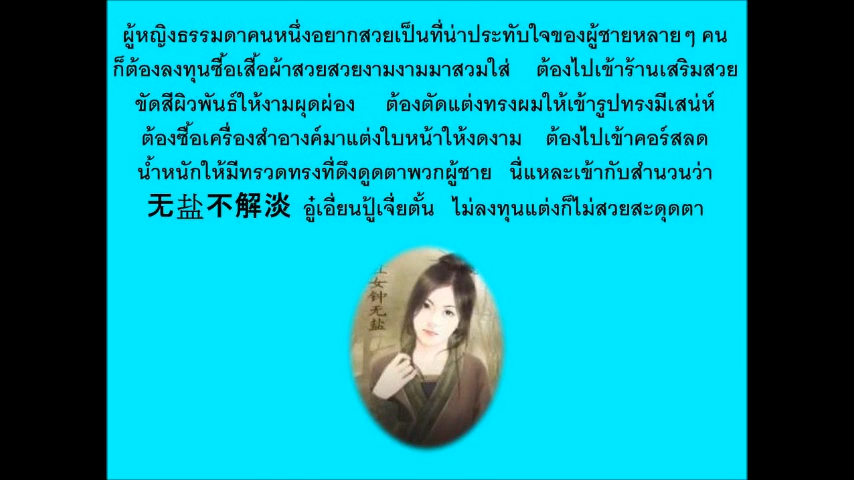 ผู้หญิงธรรมดาคนหนึ่งอยากสวยเป็นที่น่าประทับใจของผู้ชายหลายๆ คน
ก็ต้องลงทุนซื้อเสื้อผ้าสวยสวยงามงามมาสวมใส่ ต้องไปเข้าร้านเสริมสวย
ขัดสีผิวพันธ์ให้งามผุดผ่อง ต้องตัดแต่งทรงผมให้เข้ารูปทรงมีเสน่ห์
ต้องซื้อเครื่องสำอางค์มาแต่งใบหน้าให้งดงาม ต้องไปเข้าคอร์สลด
น้ำหนักให้มีทรวดทรงที่ดึงดูดตาพวกผู้ชาย นี่แหละเข้ากับสำนวนว่า
无盐不解淡 อู๋เอี่ยนปู้เจี่ยตั้น ไม่ลงทุนแต่งก็ไม่สวยสะดุดตา
女钟无盐